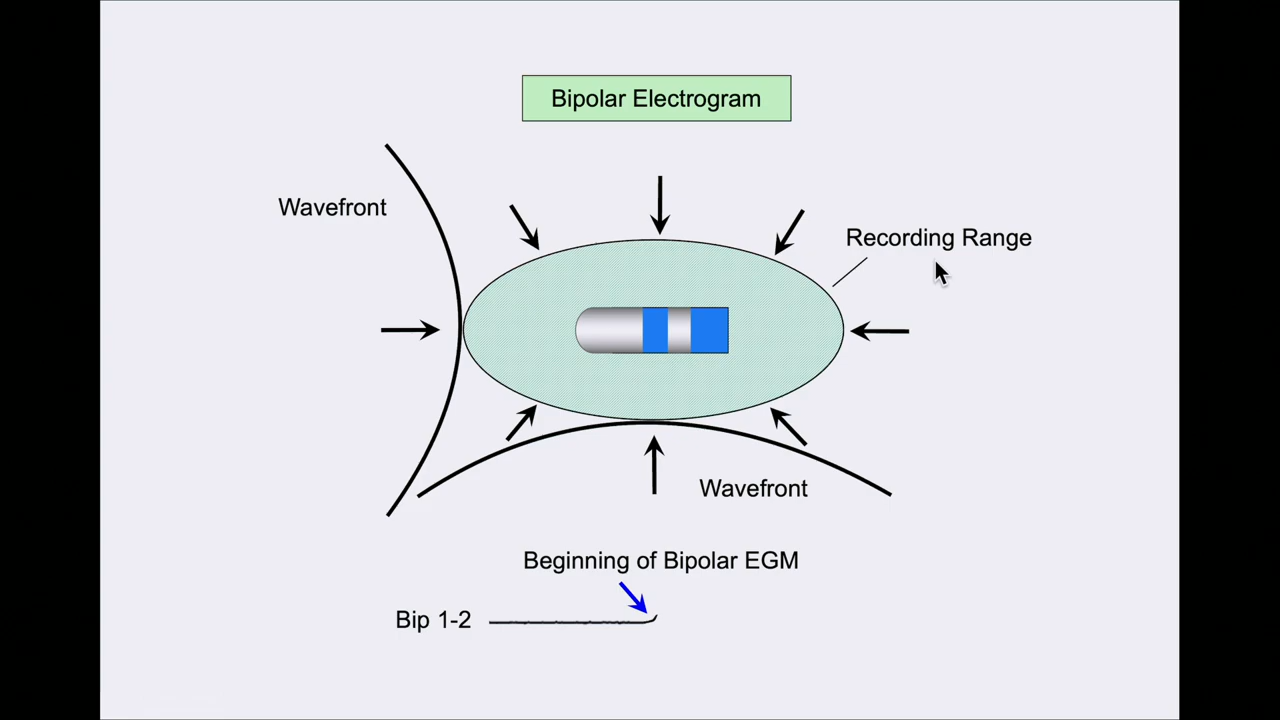 Bipolar Electrogram
Wavefront
Recording Range
Wavefront
Beginning of Bipolar EGM
Bip 1-2